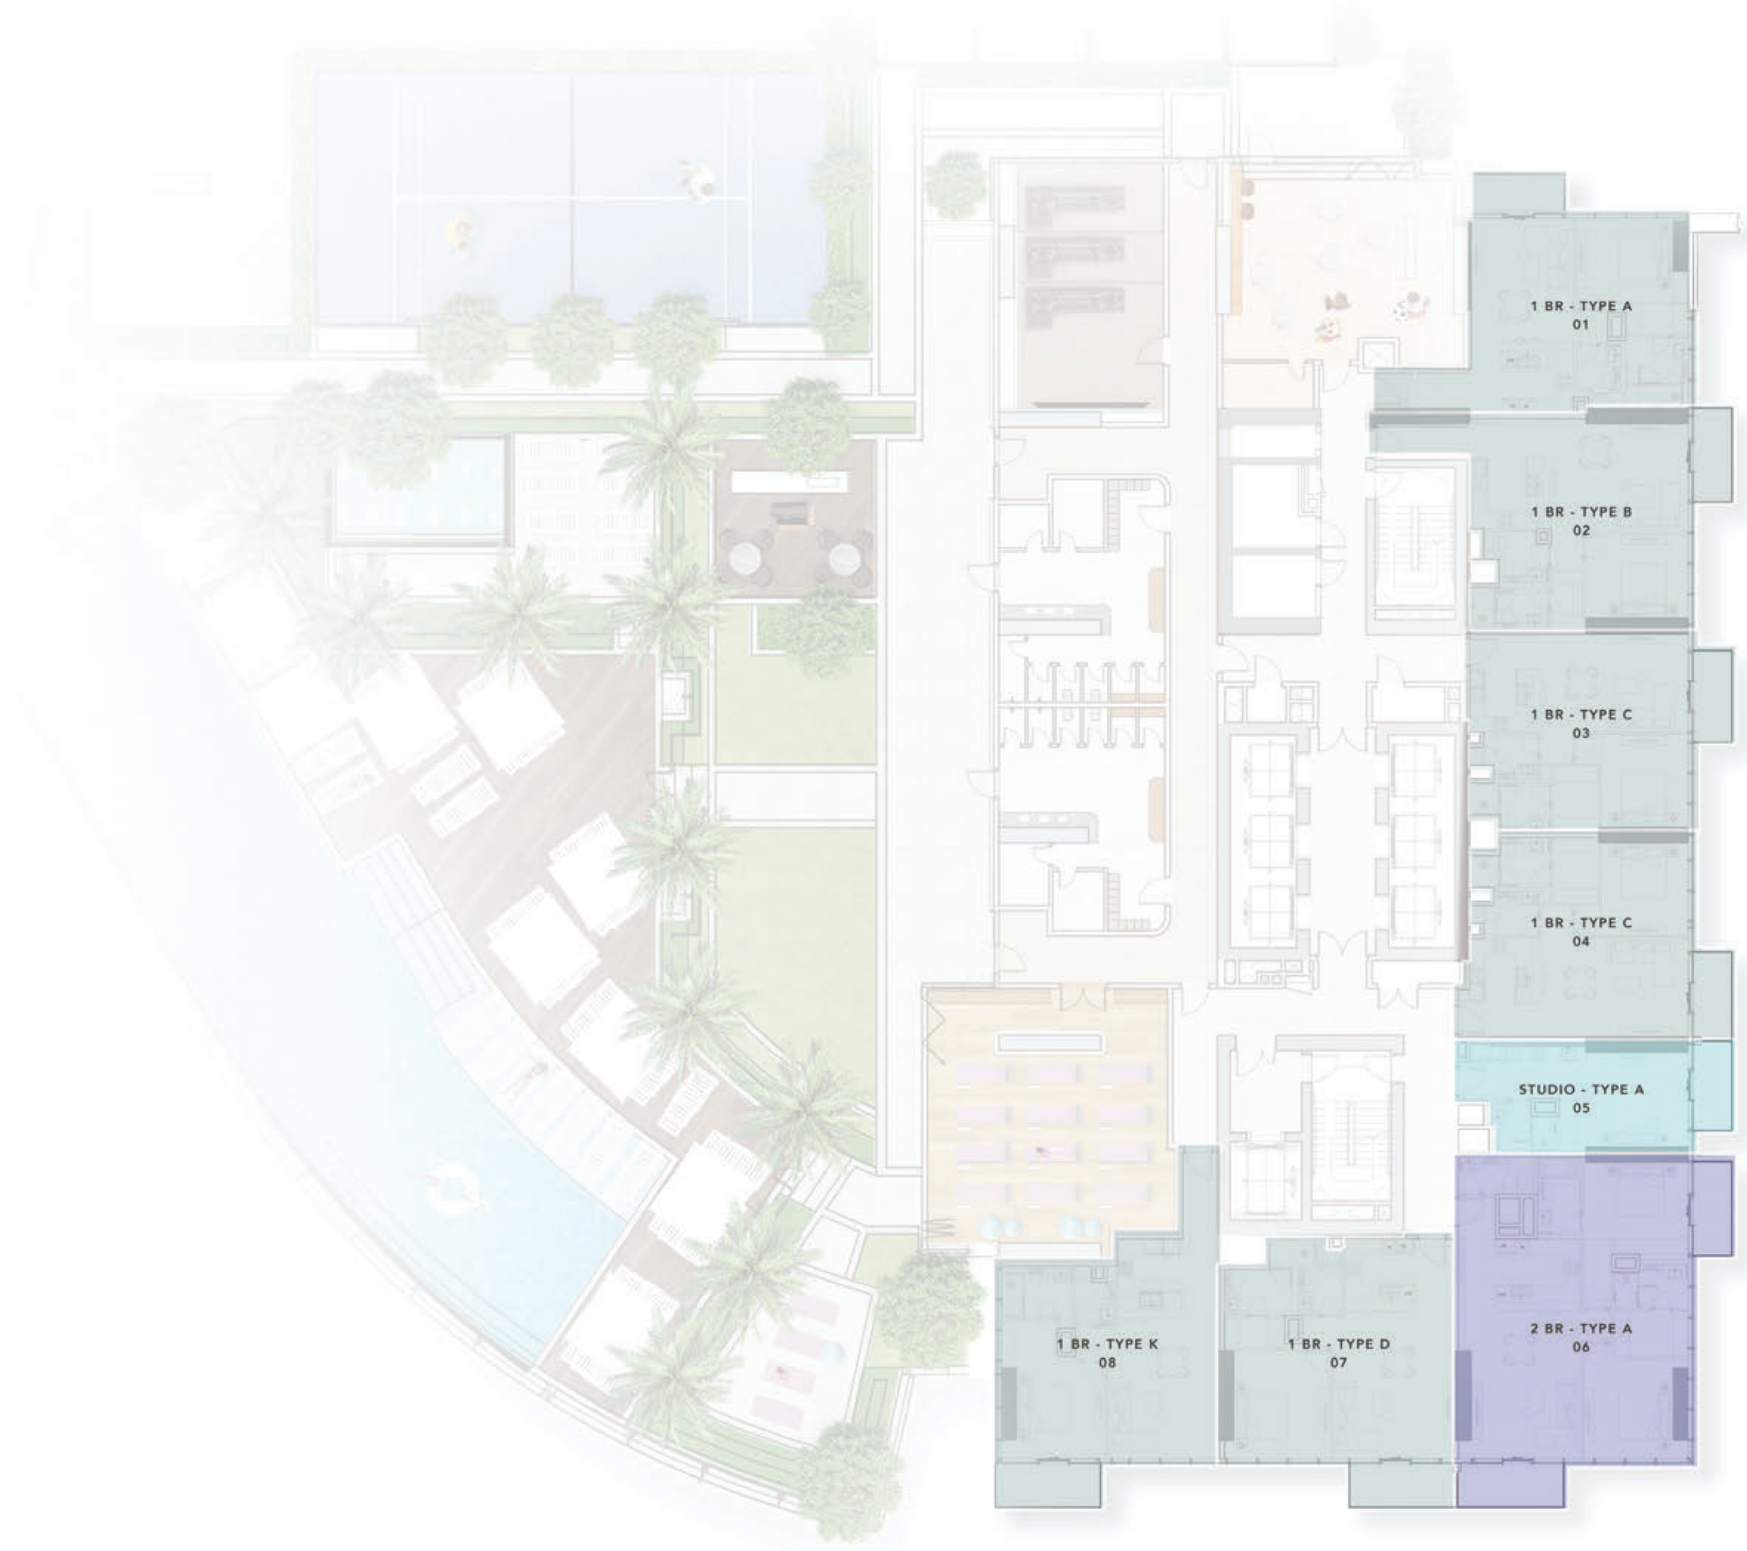 1 BR - TYPE A
01
1 BR - TYPE B
02
1 BR - TYPE C
03
1 BR - TYPE C
04
STUDIO - TYPE A
05
2 BR - TYPE A
06
1 BR - TYPE K
08
1 BR - TYPE D
07